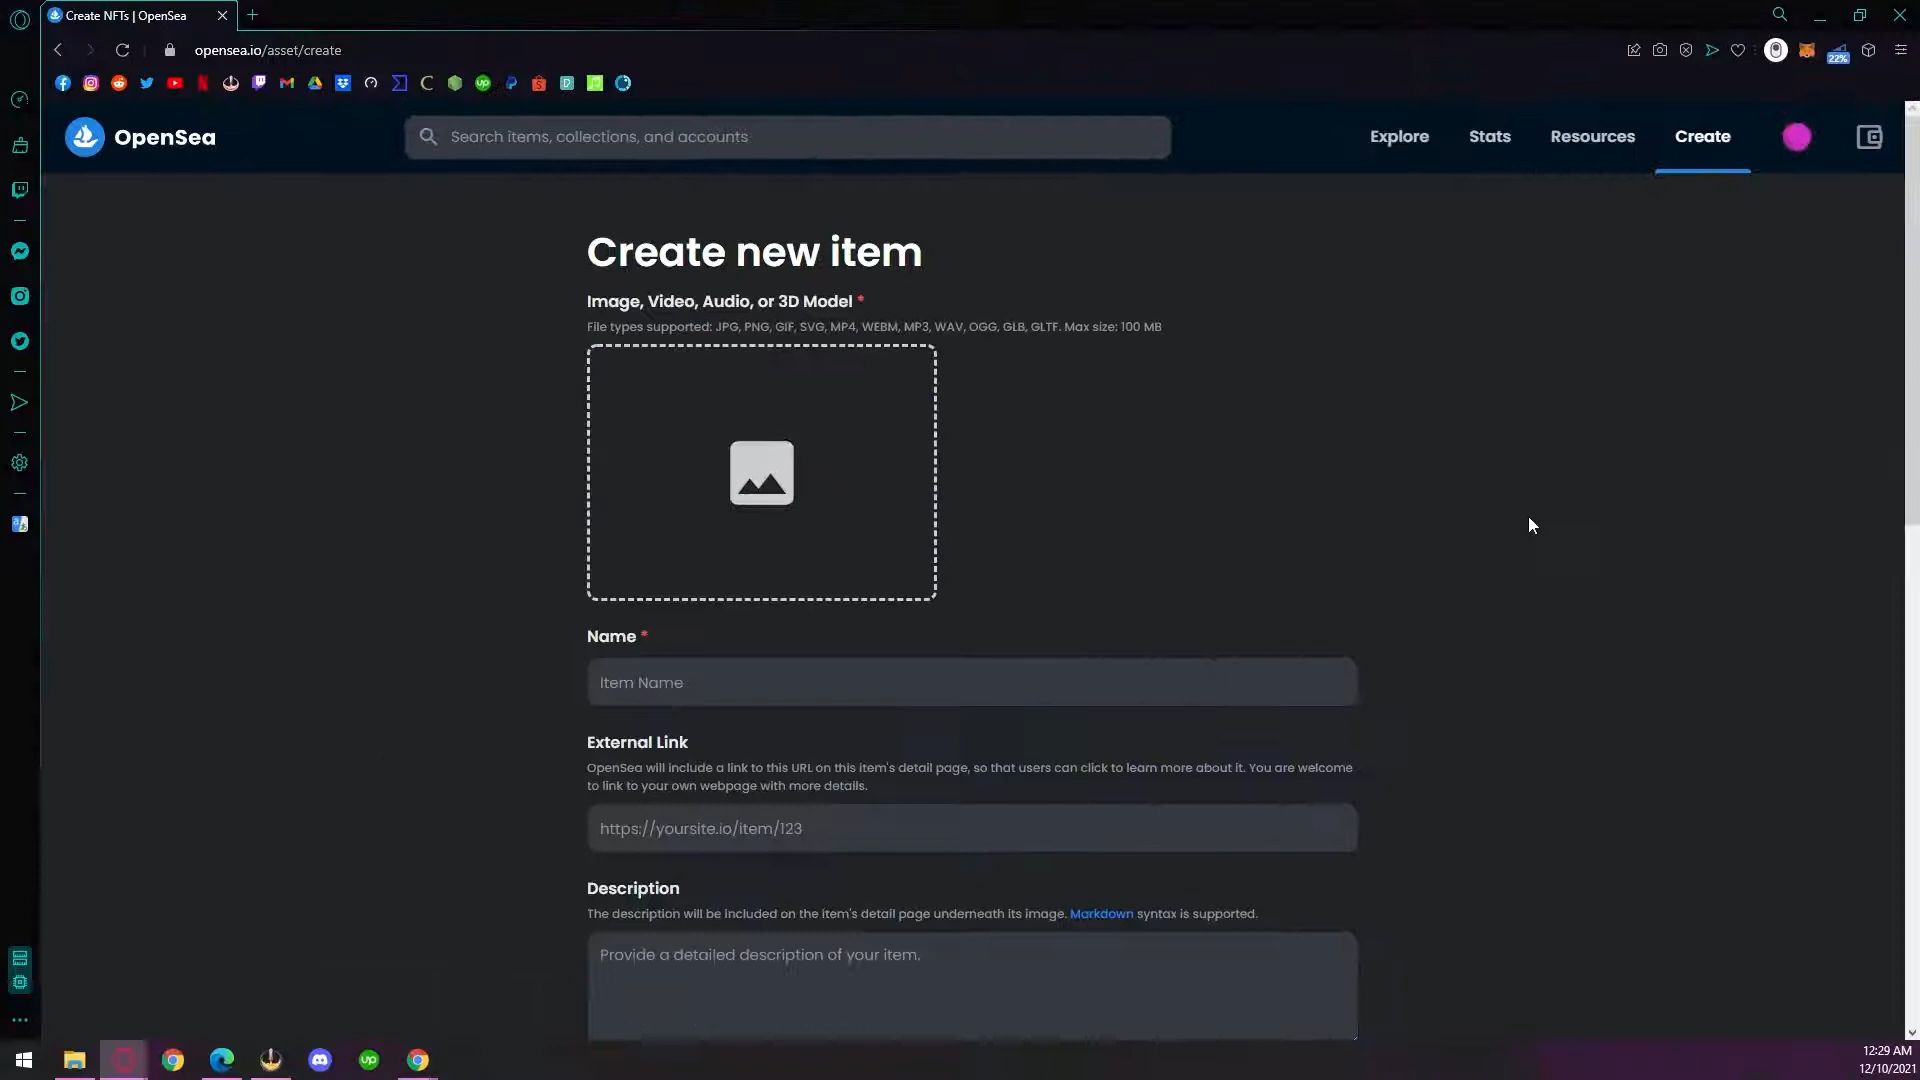 Create NFTs | OpenSea
opensea.io/asset/create
22%
OpenSea
Search items, collections, and accounts
Explore
Stats
Resources
Create
Create new item
Image, Video, Audio, or 3D Model *
File types supported: JPG, PNG, GIF, SVG, MP4, WEBM, MP3, WAV, OGG, GLB, GLTF. Max size: 100 MB
Name *
Item Name
External Link
OpenSea will include a link to this URL on this item's detail page, so that users can click to learn more about it. You are welcome
to link to your own webpage with more details.
https://yoursite.io/item/123
Description
The description will be included on the item's detail page underneath its image. Markdown syntax is supported.
Provide a detailed description of your item.
up
12:29 AM
12/10/2021